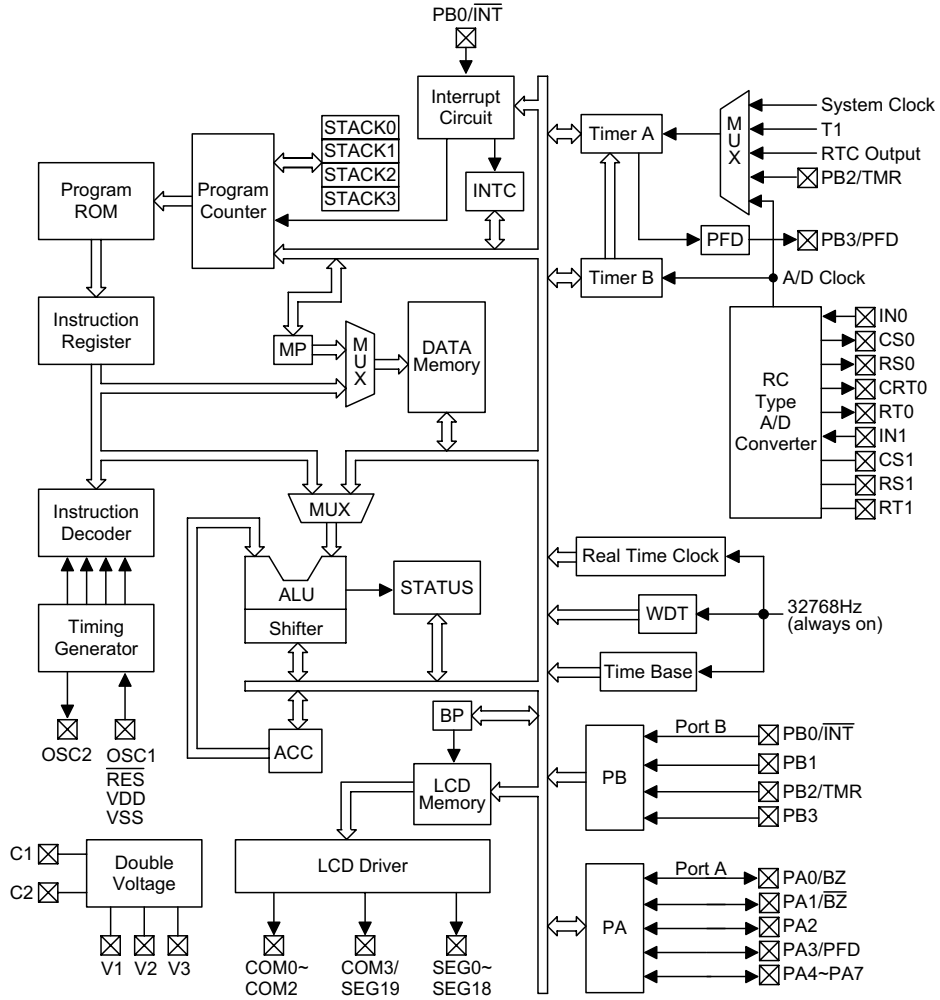 PB0/INT
Interrupt
Circuit
STACK0
STACK1
STACK2
STACK3
Program
ROM
Program
Counter
INTC
Timer A
MUX
System Clock
T1
RTC Output
PB2/TMR
PFD
PB3/PFD
Timer B
A/D Clock
Instruction
Register
MP
MUX
DATA
Memory
RC
Type
A/D
Converter
IN0
CS0
RS0
CRT0
RT0
IN1
CS1
RS1
RT1
Instruction
Decoder
MUX
ALU
Shifter
STATUS
Timing
Generator
OSC2
OSC1
RES
VDD
VSS
ACC
BP
LCD
Memory
Real Time Clock
WDT
Time Base
32768Hz
(always on)
PB
Port B
PB0/INT
PB1
PB2/TMR
PB3
C1
C2
Double
Voltage
V1
V2
V3
LCD Driver
COM0~
COM2
COM3/
SEG19
SEG0~
SEG18
PA
Port A
PA0/BZ
PA1/BZ
PA2
PA3/PFD
PA4~PA7